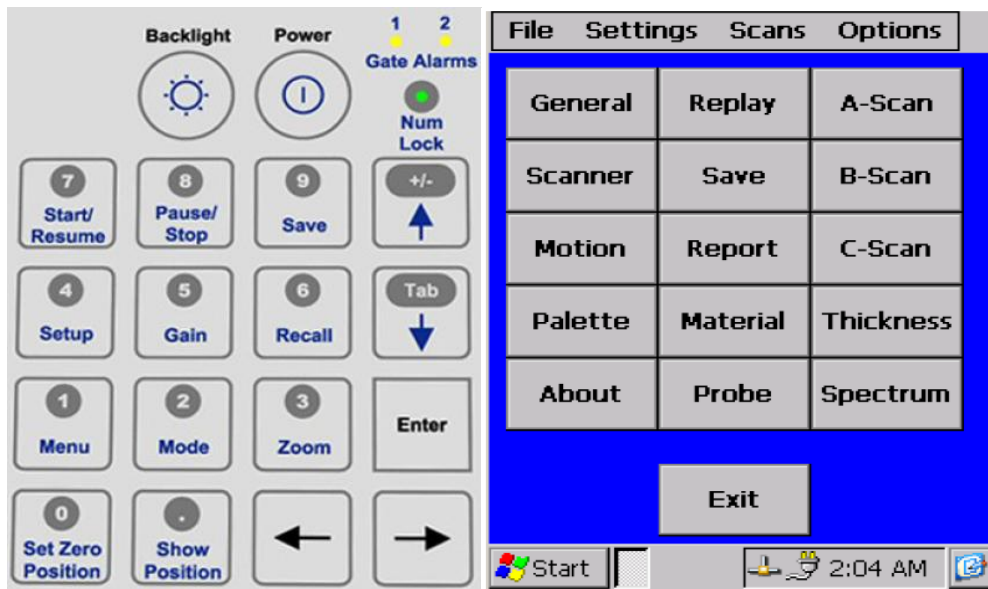 Backlight Power 1 2
Gate Alarms
Num
Lock
7 8 9 +/-
Start/ Pause/ Save
Resume Stop
4 5 6 Tab
Setup Gain Recall
1 2 3 Enter
Menu Mode Zoom
0 .
Set Zero Show
Position Position
File Settings Scans Options
General Replay A-Scan
Scanner Save B-Scan
Motion Report C-Scan
Palette Material Thickness
About Probe Spectrum
Exit
Start 2:04 AM